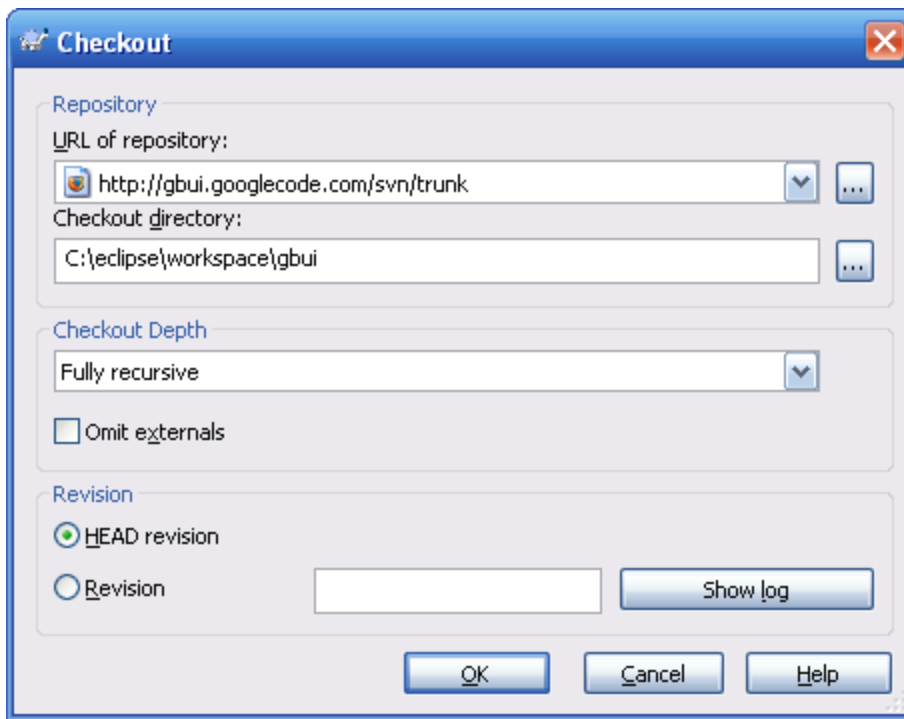 Checkout
Repository
URL of repository:
http://gbui.googlecode.com/svn/trunk
...
Checkout directory:
C:\eclipse\workspace\gbui
...
Checkout Depth
Fully recursive
Omit externals
Revision
HEAD revision
Revision
Show log
OK Cancel Help